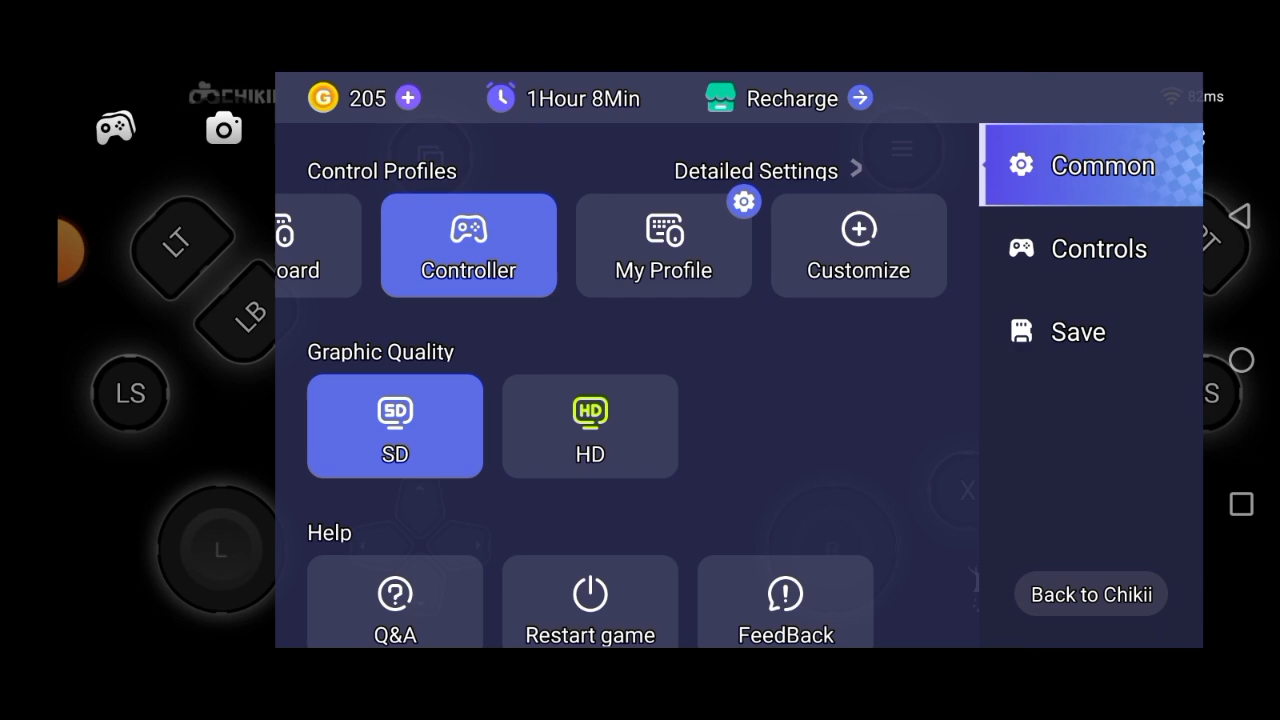 CHIKII
G 205 + 1Hour 8Min Recharge
82ms
Common
Control Profiles Detailed Settings
LT
LB
Controller
My Profile
Customize
oard
Controls
Graphic Quality
Save
LS
SD
SD
HD
HD
S
X
Help
L
Q&A
Restart game
FeedBack
Back to Chikii